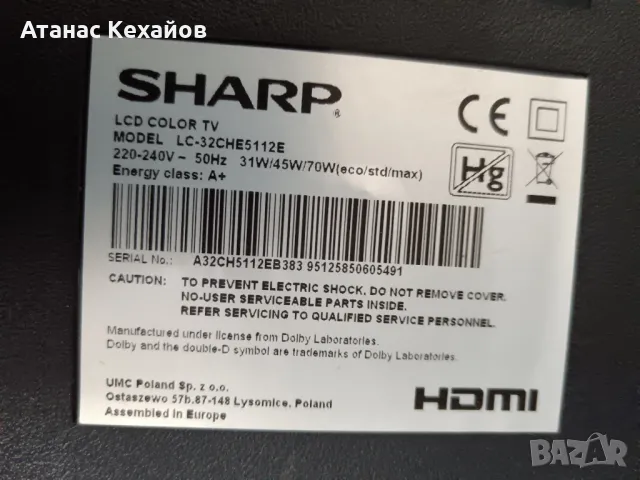 Атанас Кехайов
SHARP®
LCD COLOR TV
MODEL LC-32CHE5112E
220-240V~ 50Hz 31W/45W/70W(eco/std/max)
Energy class: A+
CE
Hg
SERIAL No.: A32CH5112EB383 95125850605491
CAUTION: TO PREVENT ELECTRIC SHOCK, DO NOT REMOVE COVER.
NO-USER SERVICEABLE PARTS INSIDE.
REFER SERVICING TO QUALIFIED SERVICE PERSONNEL.
Manufactured under license from Dolby Laboratories.
Dolby and the double-D symbol are trademarks of Dolby Laboratories.
UMC Poland Sp. z o.o.
Ostaszewo 57b,87-148 Lysomice, Poland
Assembled in Europe
HDMI
BAZAR